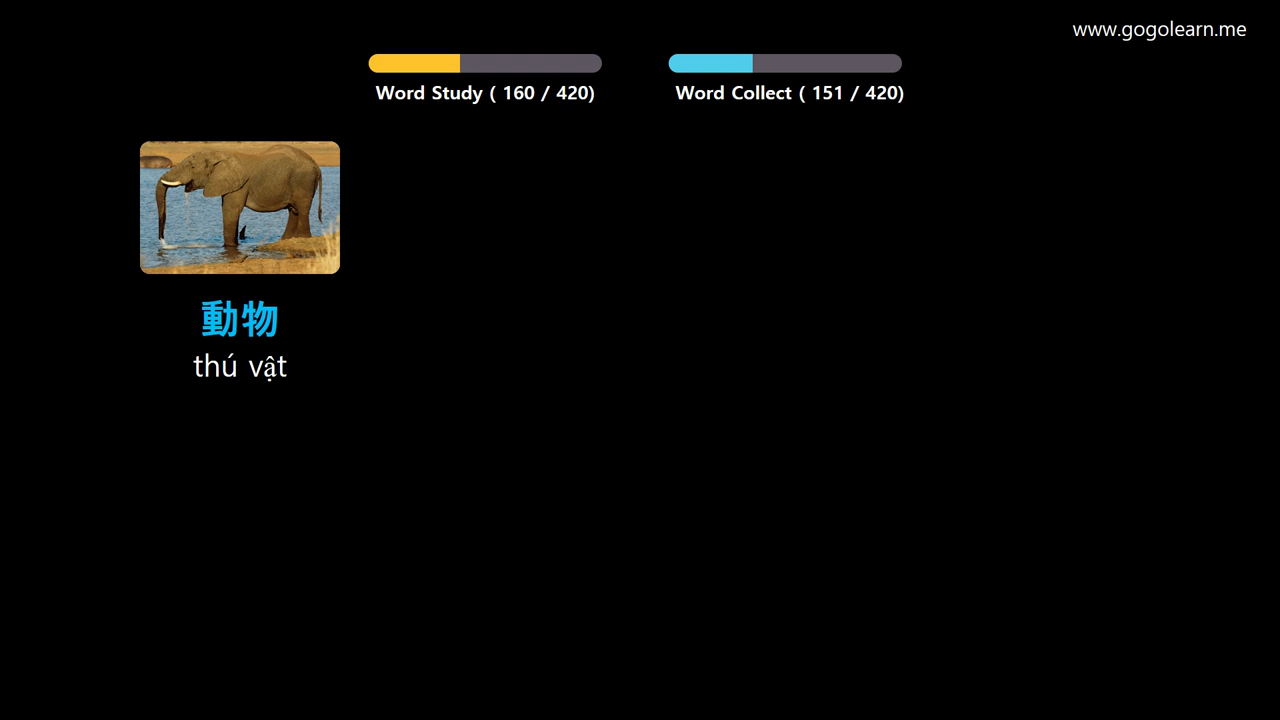 www.gogolearn.me
Word Study ( 160 / 420)
Word Collect ( 151 / 420)
動物
thú vật